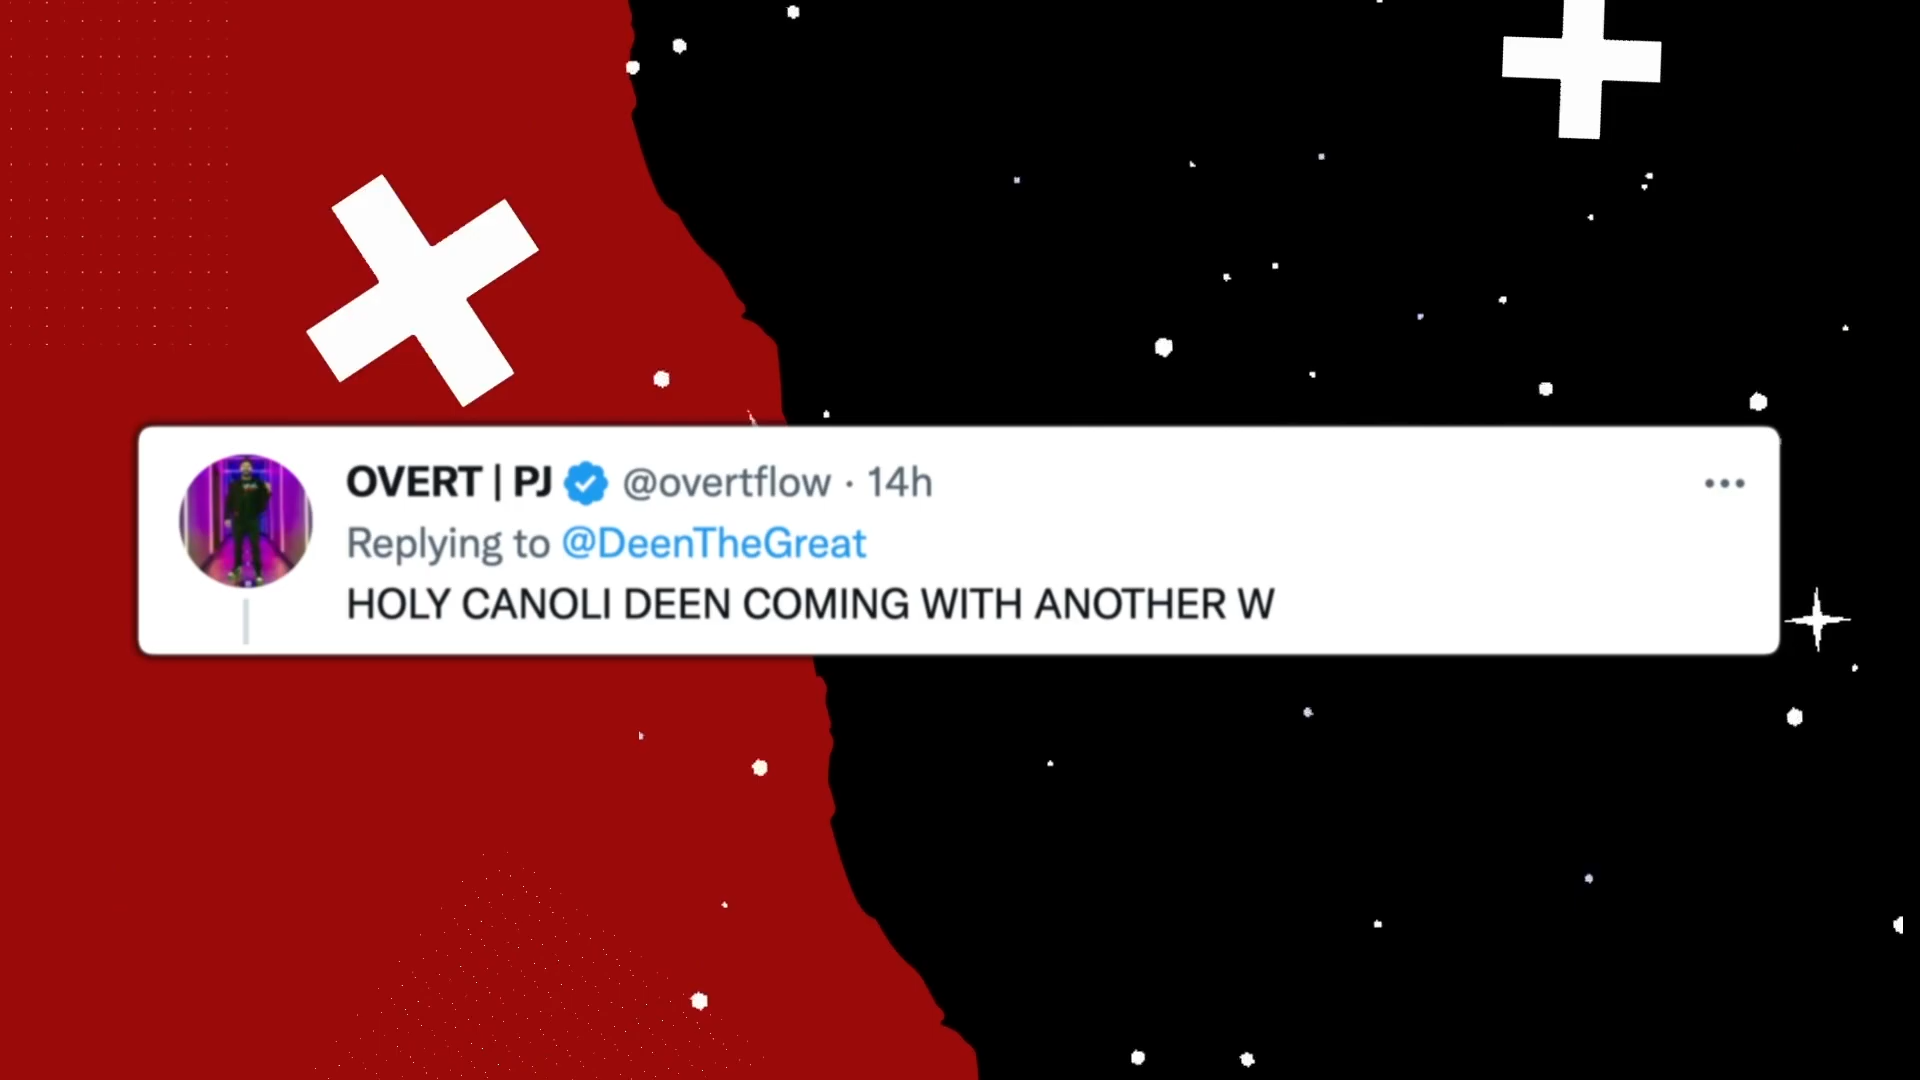 OVERT | PJ @overtflow · 14h
Replying to @DeenTheGreat
HOLY CANOLI DEEN COMING WITH ANOTHER W